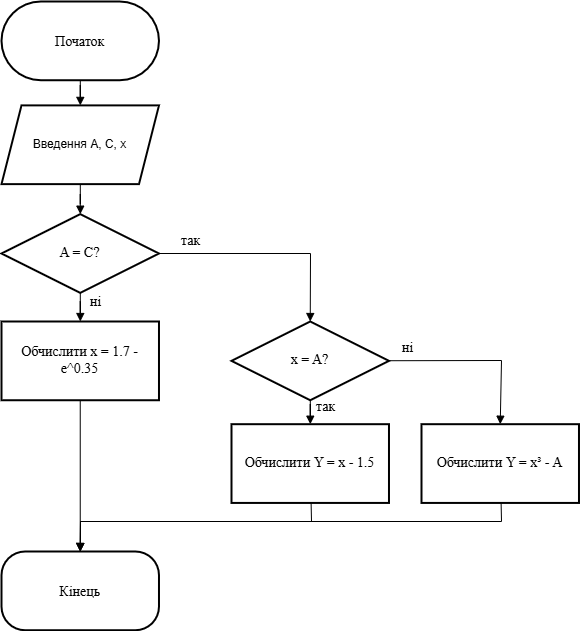 Початок
Введення A, C, x
A = C?
так
ні
Обчислити x = 1.7 -
e^0.35
x = A?
ні
так
Обчислити Y = x - 1.5
Обчислити Y = x³ - A
Кінець